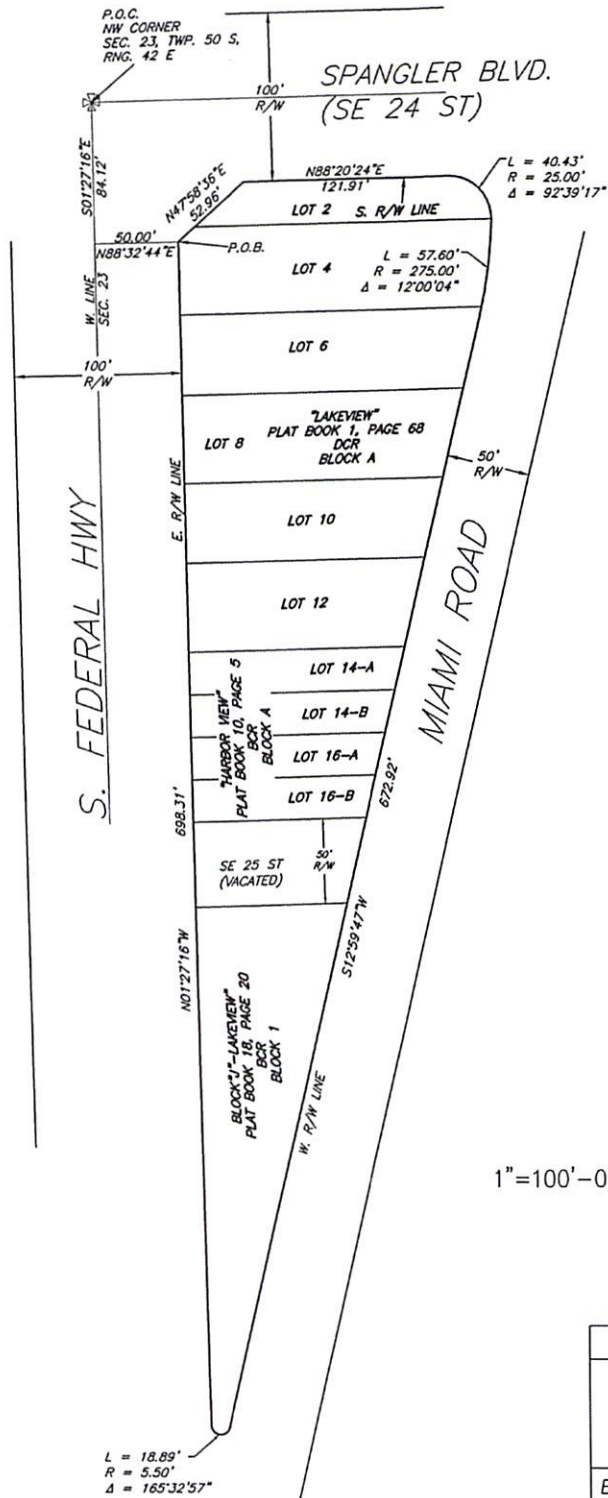 P.O.C.
NW CORNER
SEC. 23, TWP. 50 S,
RNG. 42 E
100'
R/W
SPANGLER BLVD.
(SE 24 ST)
S01°27'16"E
84.12'
N47°58'36"E
52.96'
N88°20'24"E
121.91'
L = 40.43'
R = 25.00'
Δ = 92°39'17"
LOT 2
S. R/W LINE
50.00'
N88°32'44"E
P.O.B.
L = 57.60'
R = 275.00'
Δ = 12°00'04"
LOT 4
W. LINE
SEC. 23
LOT 6
100'
R/W
"LAKEVIEW"
PLAT BOOK 1, PAGE 68
DCR
BLOCK A
LOT 8
50'
R/W
E. R/W LINE
LOT 10
LOT 12
S. FEDERAL HWY
MIAMI ROAD
LOT 14-A
"HARBOR VIEW"
PLAT BOOK 10, PAGE 5
BCR
BLOCK A
LOT 14-B
LOT 16-A
LOT 16-B
698.31'
672.92'
SE 25 ST
(VACATED)
50'
R/W
N01°27'16"W
S12°59'47"W
BLOCK "J"-LAKEVIEW"
PLAT BOOK 18, PAGE 20
BCR
BLOCK 1
W. R/W LINE
1"=100'-0
L = 18.89'
R = 5.50'
Δ = 165°32'57"
E